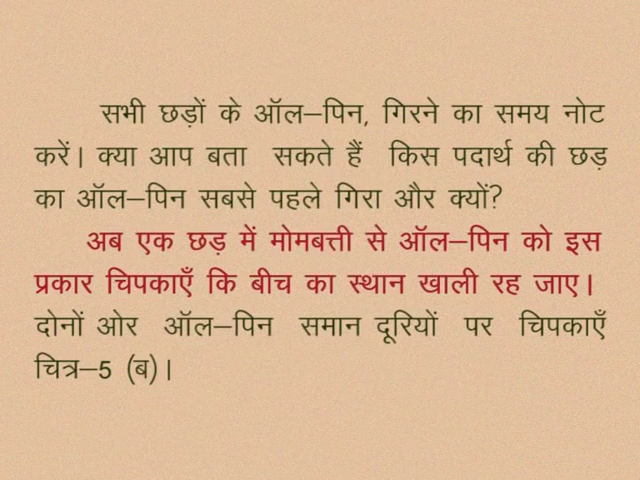 सभी छड़ों के ऑल–पिन, गिरने का समय नोट
करें। क्या आप बता सकते हैं किस पदार्थ की छड़
का ऑल–पिन सबसे पहले गिरा और क्यों?
अब एक छड़ में मोमबत्ती से ऑल–पिन को इस
प्रकार चिपकाएँ कि बीच का स्थान खाली रह जाए।
दोनों ओर ऑल–पिन समान दूरियों पर चिपकाएँ
चित्र–5 (ब)।